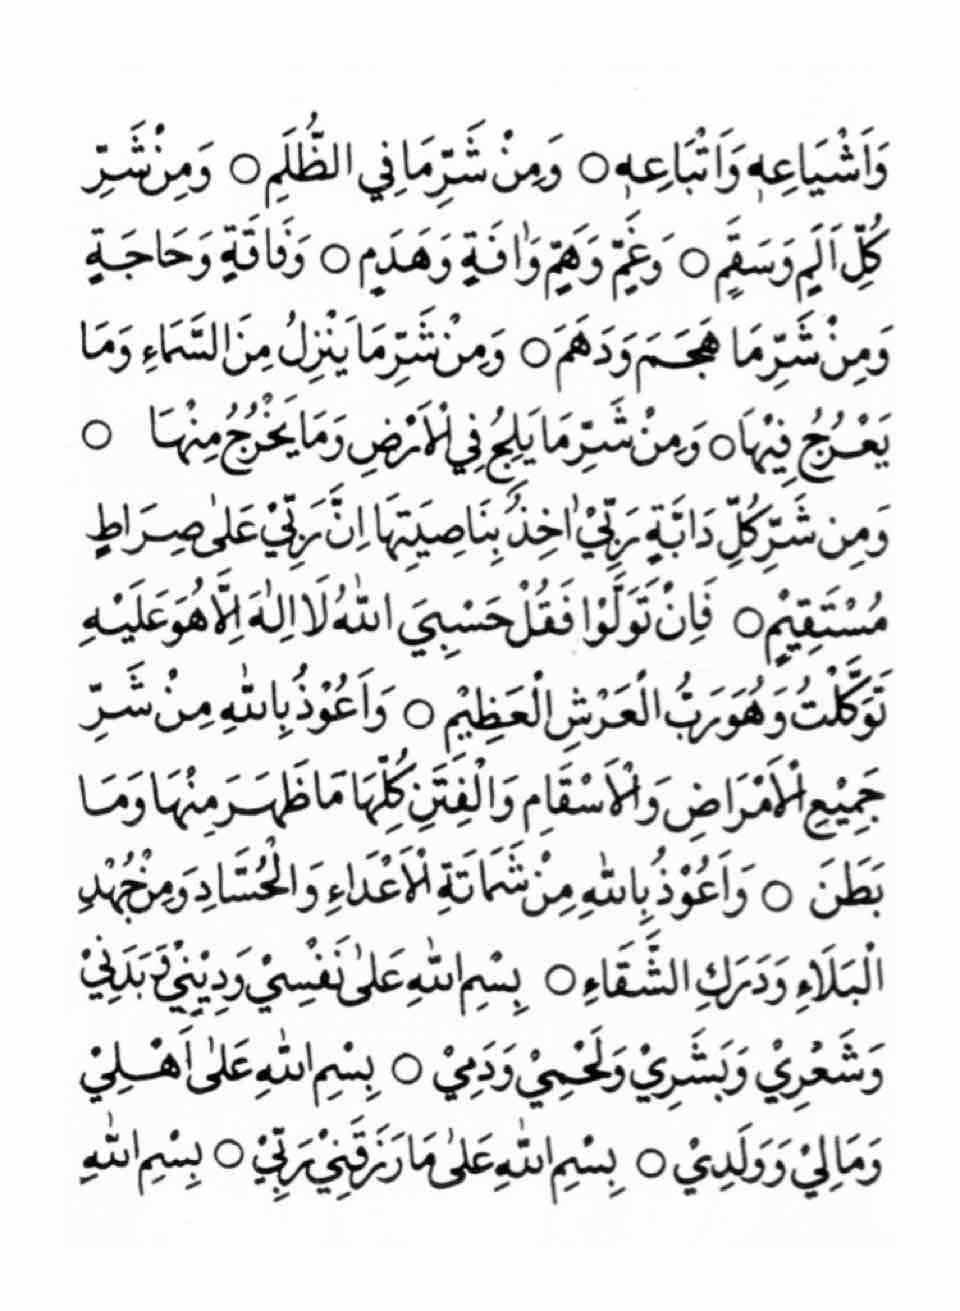 وَاَشْيَاعِهٖ وَاَتْبَاعِهٖ ○ وَمِنْ شَرِّ مَا فِي الظُّلَمِ ○ وَمِنْ شَرِّ
كُلِّ اَلَمٍ وَسَقَمٍ ○ وَغَمٍّ وَهَمٍّ وَاٰفَةٍ وَهَدَمٍ ○ وَفَاقَةٍ وَحَاجَةٍ
وَمِنْ شَرِّ مَا هَجَمَ وَدَهَمَ ○ وَمِنْ شَرِّ مَا يَنْزِلُ مِنَ السَّمَاءِ وَمَا
يَعْرُجُ فِيْهَا ○ وَمِنْ شَرِّ مَا يَلِجُ فِي الْاَرْضِ وَمَا يَخْرُجُ مِنْهَا ○
وَمِن شَرِّ كُلِّ دَابَّةٍ رَبِّيْ اٰخِذٌ بِنَاصِيَتِهَا اِنَّ رَبِّيْ عَلٰى صِرَاطٍ
مُسْتَقِيْمٍ ○ فَاِنْ تَوَلَّوْا فَقُلْ حَسْبِيَ اللّٰهُ لَا اِلٰهَ اِلَّا هُوَ عَلَيْهِ
تَوَكَّلْتُ وَهُوَ رَبُّ الْعَرْشِ الْعَظِيْمِ ○ وَاَعُوْذُ بِاللّٰهِ مِنْ شَرِّ
جَمِيْعِ الْاَمْرَاضِ وَالْاَسْقَامِ وَالْفِتَنِ كُلِّهَا مَا ظَهَرَ مِنْهَا وَمَا
بَطَنَ ○ وَاَعُوْذُ بِاللّٰهِ مِنْ شَمَاتَةِ الْاَعْدَاءِ وَالْحُسَّادِ وَمِنْ جُهْدِ
الْبَلَاءِ وَدَرَكِ الشَّقَاءِ ○ بِسْمِ اللّٰهِ عَلٰى نَفْسِيْ وَدِيْنِيْ وَبَدَنِيْ
وَشَعْرِيْ وَبَشَرِيْ وَلَحْمِيْ وَدَمِيْ ○ بِسْمِ اللّٰهِ عَلٰى اَهْلِيْ
وَمَالِيْ وَوَلَدِيْ ○ بِسْمِ اللّٰهِ عَلٰى مَا رَزَقَنِيْ رَبِّيْ ○ بِسْمِ اللّٰهِ